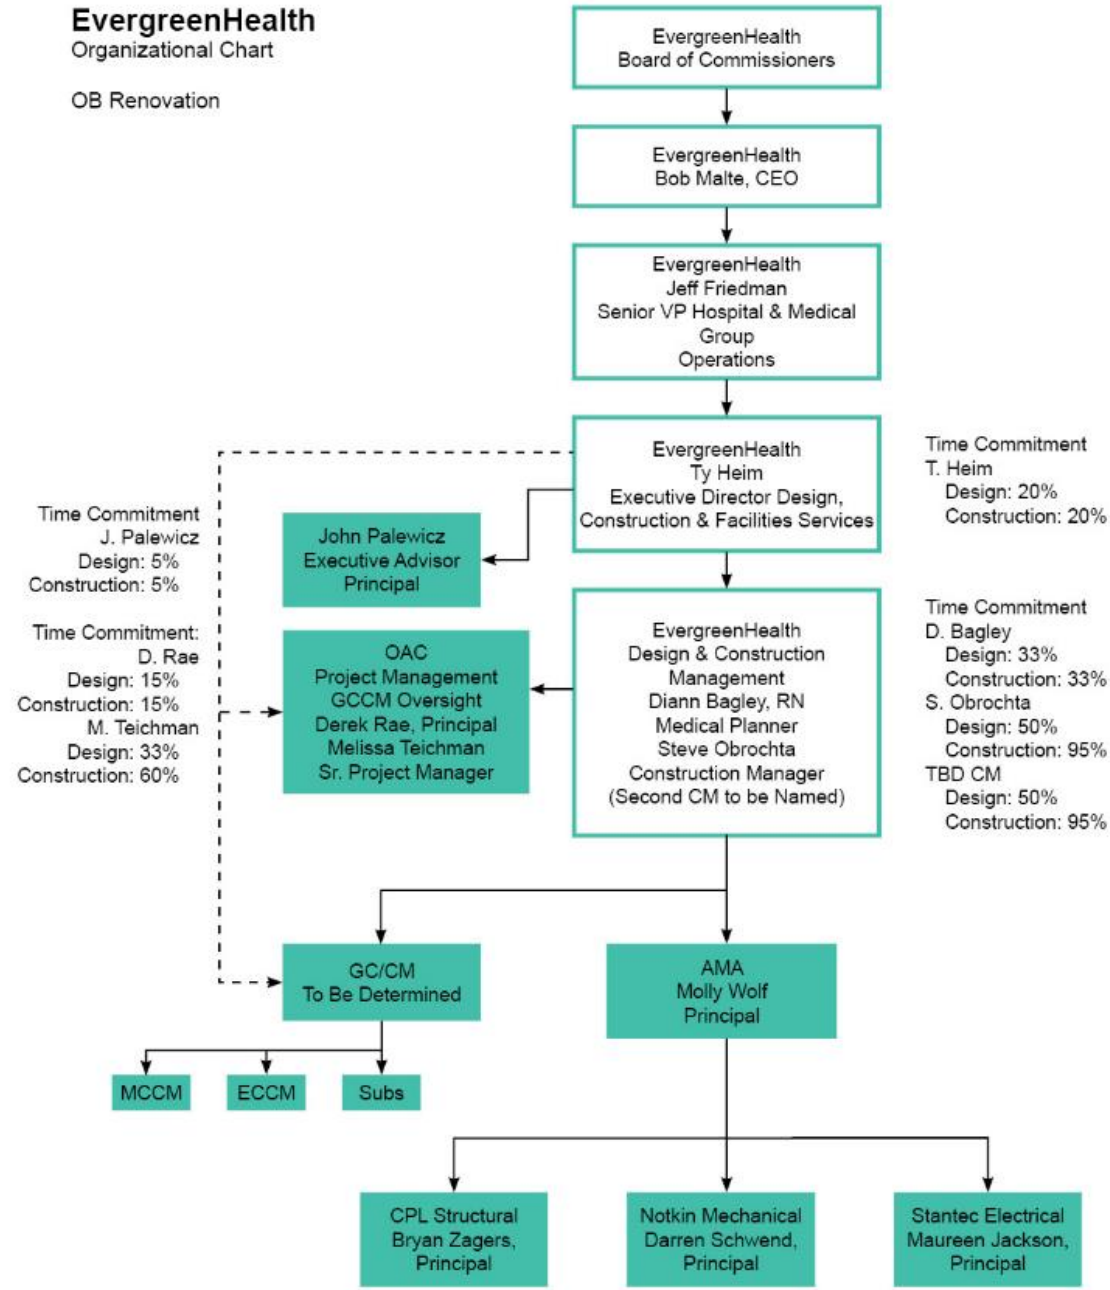 EvergreenHealth
Organizational Chart
OB Renovation
EvergreenHealth
Board of Commissioners
EvergreenHealth
Bob Malte, CEO
EvergreenHealth
Jeff Friedman
Senior VP Hospital & Medical
Group
Operations
EvergreenHealth
Ty Heim
Executive Director Design,
Construction & Facilities Services
Time Commitment
T. Heim
Design: 20%
Construction: 20%
Time Commitment
J. Palewicz
Design: 5%
Construction: 5%
John Palewicz
Executive Advisor
Principal
Time Commitment:
D. Rae
Design: 15%
Construction: 15%
M. Teichman
Design: 33%
Construction: 60%
OAC
Project Management
GCCM Oversight
Derek Rae, Principal
Melissa Teichman
Sr. Project Manager
EvergreenHealth
Design & Construction
Management
Diann Bagley, RN
Medical Planner
Steve Obrochta
Construction Manager
(Second CM to be Named)
Time Commitment
D. Bagley
Design: 33%
Construction: 33%
S. Obrochta
Design: 50%
Construction: 95%
TBD CM
Design: 50%
Construction: 95%
GC/CM
To Be Determined
AMA
Molly Wolf
Principal
MCCM
ECCM
Subs
CPL Structural
Bryan Zagers,
Principal
Notkin Mechanical
Darren Schwend,
Principal
Stantec Electrical
Maureen Jackson,
Principal